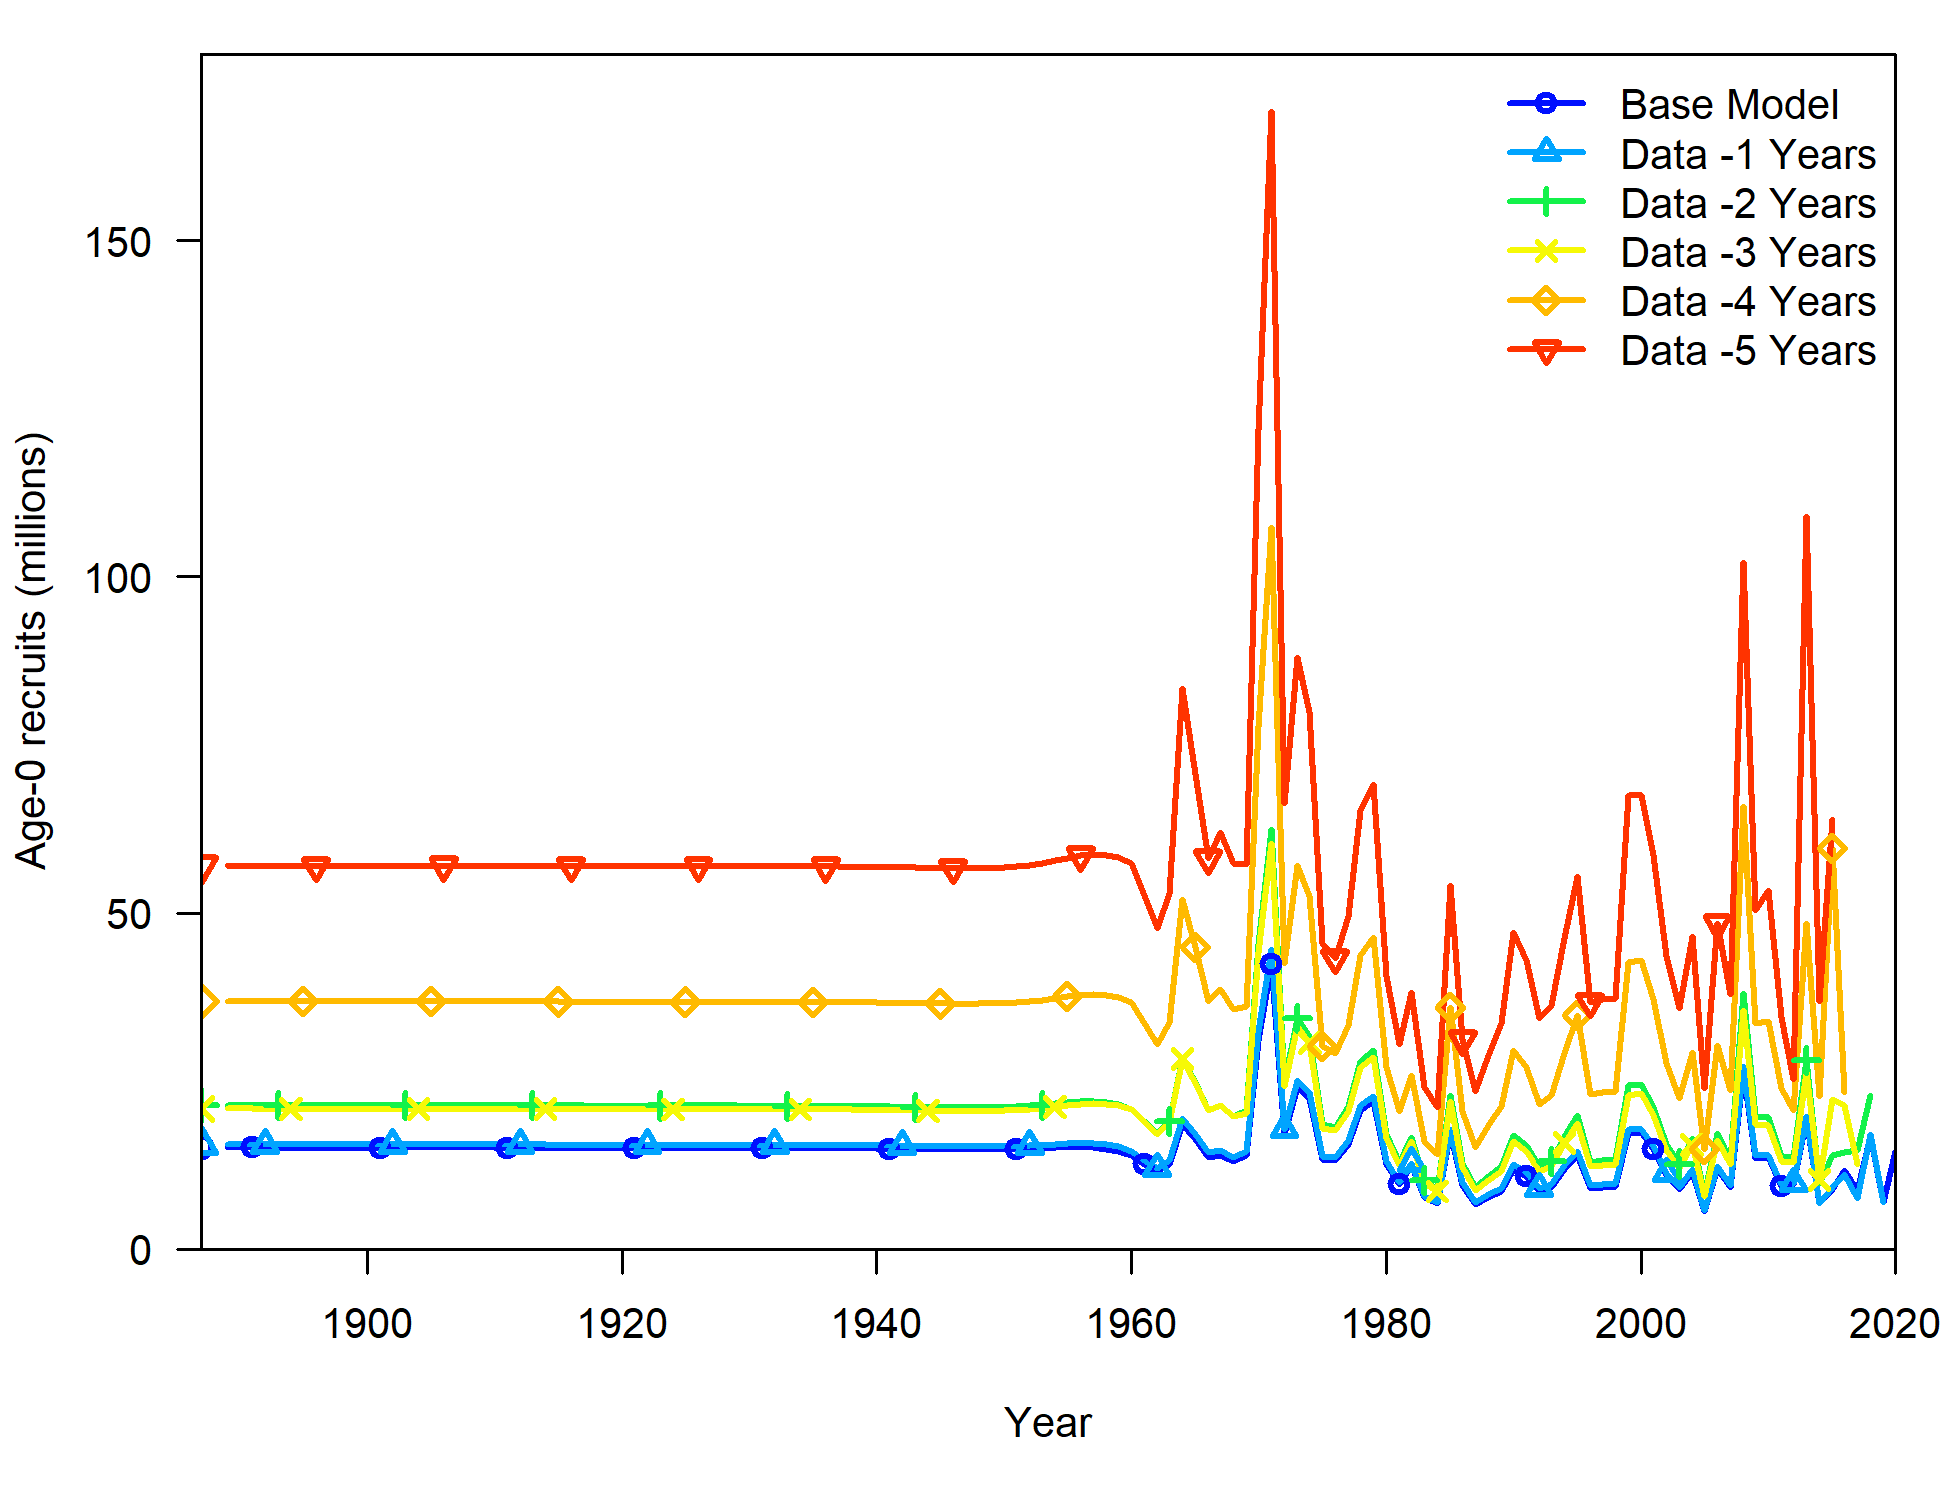 Base Model
Data -1 Years
Data -2 Years
Data -3 Years
Data -4 Years
Data -5 Years
150
100
50
0
Age-0 recruits (millions)
1900 1920 1940 1960 1980 2000 2020
Year